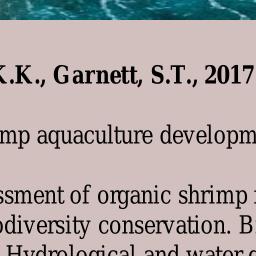 K.K., Garnett, S.T., 2017
mp aquaculture developm
ssment of organic shrimp
odiversity conservation. B
Hydrological and water